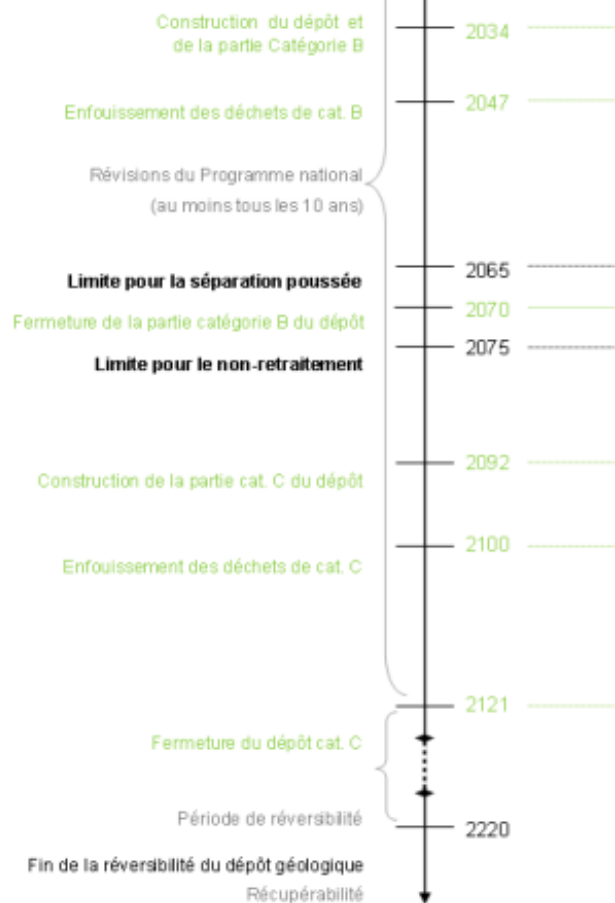 Construction du dépôt et
de la partie Catégorie B
2034
Enfouissement des déchets de cat. B
2047
Révisions du Programme national
(au moins tous les 10 ans)
Limite pour la séparation poussée
2065
Fermeture de la partie catégorie B du dépôt
2070
Limite pour le non-retraitement
2075
Construction de la partie cat. C du dépôt
2092
Enfouissement des déchets de cat. C
2100
2121
Fermeture du dépôt cat. C
Période de réversibilité
2220
Fin de la réversibilité du dépôt géologique
Récupérabilité